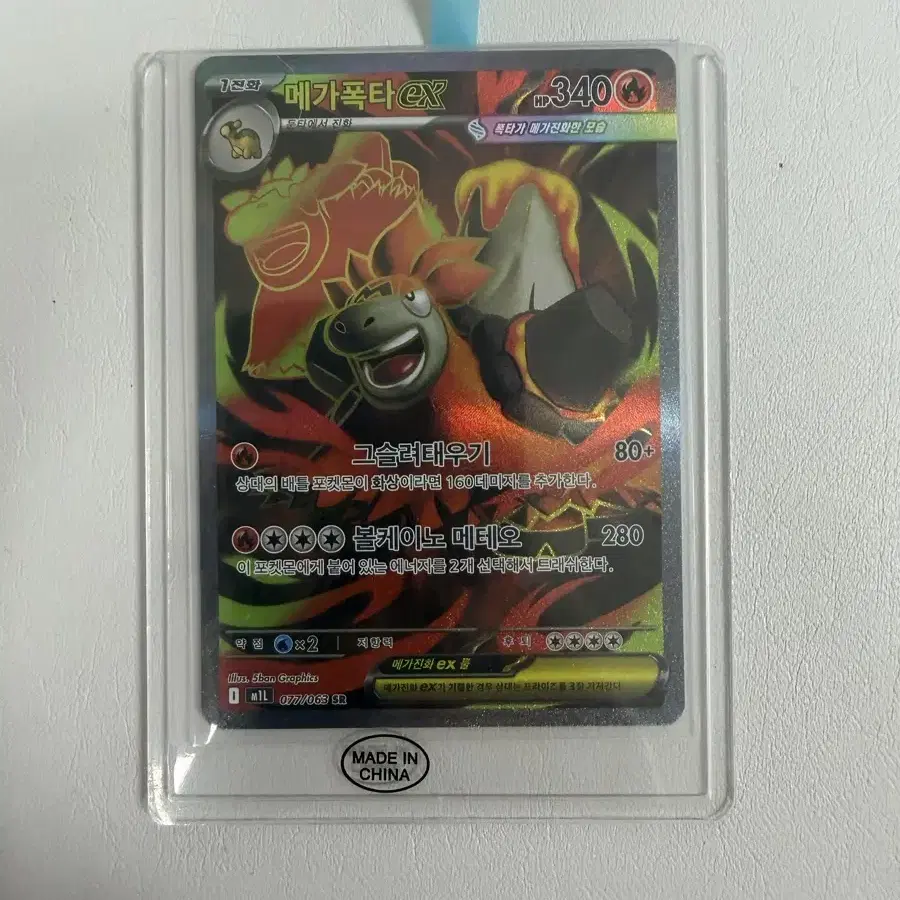 1진화
메가폭타 ex
HP 340
둔타에서 진화
폭타가 메가진화한 모습
그슬려태우기 80+
상대의 배틀 포켓몬이 화상이라면 160데미지를 추가한다.
볼케이노 메테오 280
이 포켓몬에게 붙어 있는 에너지를 2개 선택해서 트래쉬한다.
약점 ×2 저항력 후퇴
메가진화 ex 룰
메가진화 ex가 기절한 경우 상대는 프라이즈를 3장 가져간다.
Illus. 5ban Graphics
M1L 077/063 SR
MADE IN
CHINA